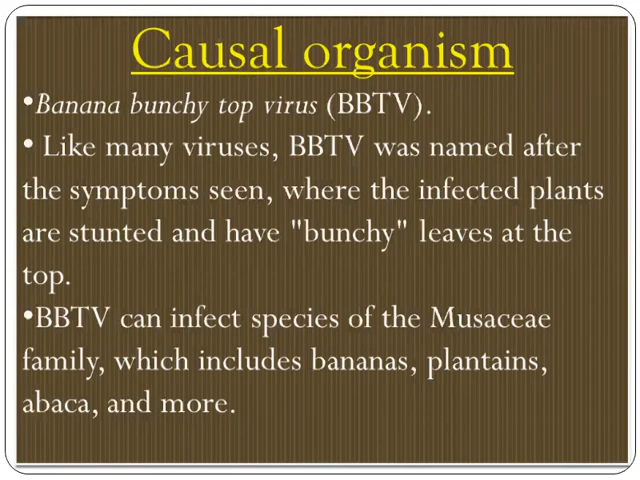 Causal organism
•Banana bunchy top virus (BBTV).
• Like many viruses, BBTV was named after
the symptoms seen, where the infected plants
are stunted and have "bunchy" leaves at the
top.
•BBTV can infect species of the Musaceae
family, which includes bananas, plantains,
abaca, and more.